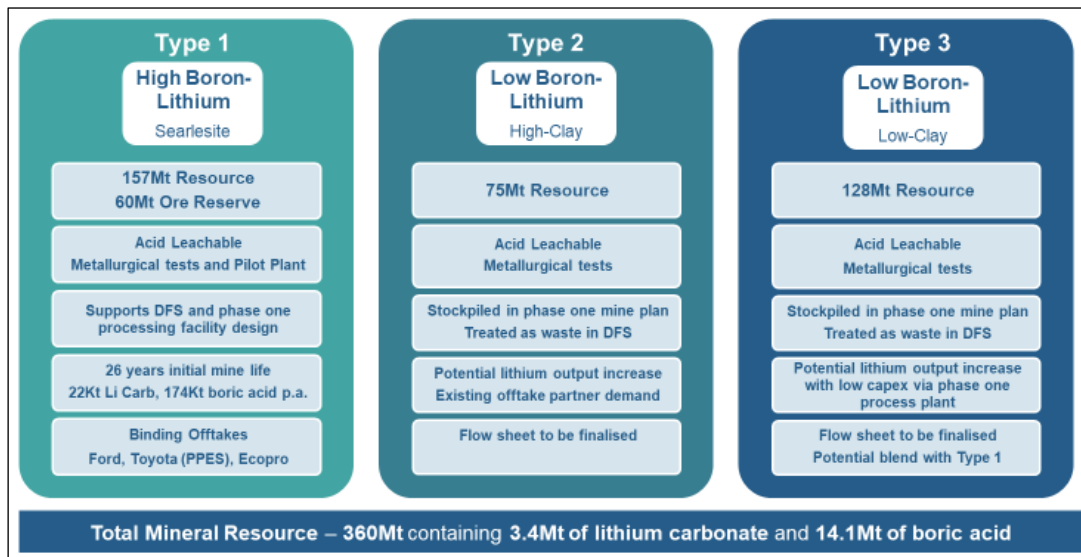 Type 1
High Boron-
Lithium
Searlesite
157Mt Resource
60Mt Ore Reserve
Acid Leachable
Metallurgical tests and Pilot Plant
Supports DFS and phase one
processing facility design
26 years initial mine life
22Kt Li Carb, 174Kt boric acid p.a.
Binding Offtakes
Ford, Toyota (PPES), Ecopro
Type 2
Low Boron-
Lithium
High-Clay
75Mt Resource
Acid Leachable
Metallurgical tests
Stockpiled in phase one mine plan
Treated as waste in DFS
Potential lithium output increase
Existing offtake partner demand
Flow sheet to be finalised
Type 3
Low Boron-
Lithium
Low-Clay
128Mt Resource
Acid Leachable
Metallurgical tests
Stockpiled in phase one mine plan
Treated as waste in DFS
Potential lithium output increase
with low capex via phase one
process plant
Flow sheet to be finalised
Potential blend with Type 1
Total Mineral Resource – 360Mt containing 3.4Mt of lithium carbonate and 14.1Mt of boric acid